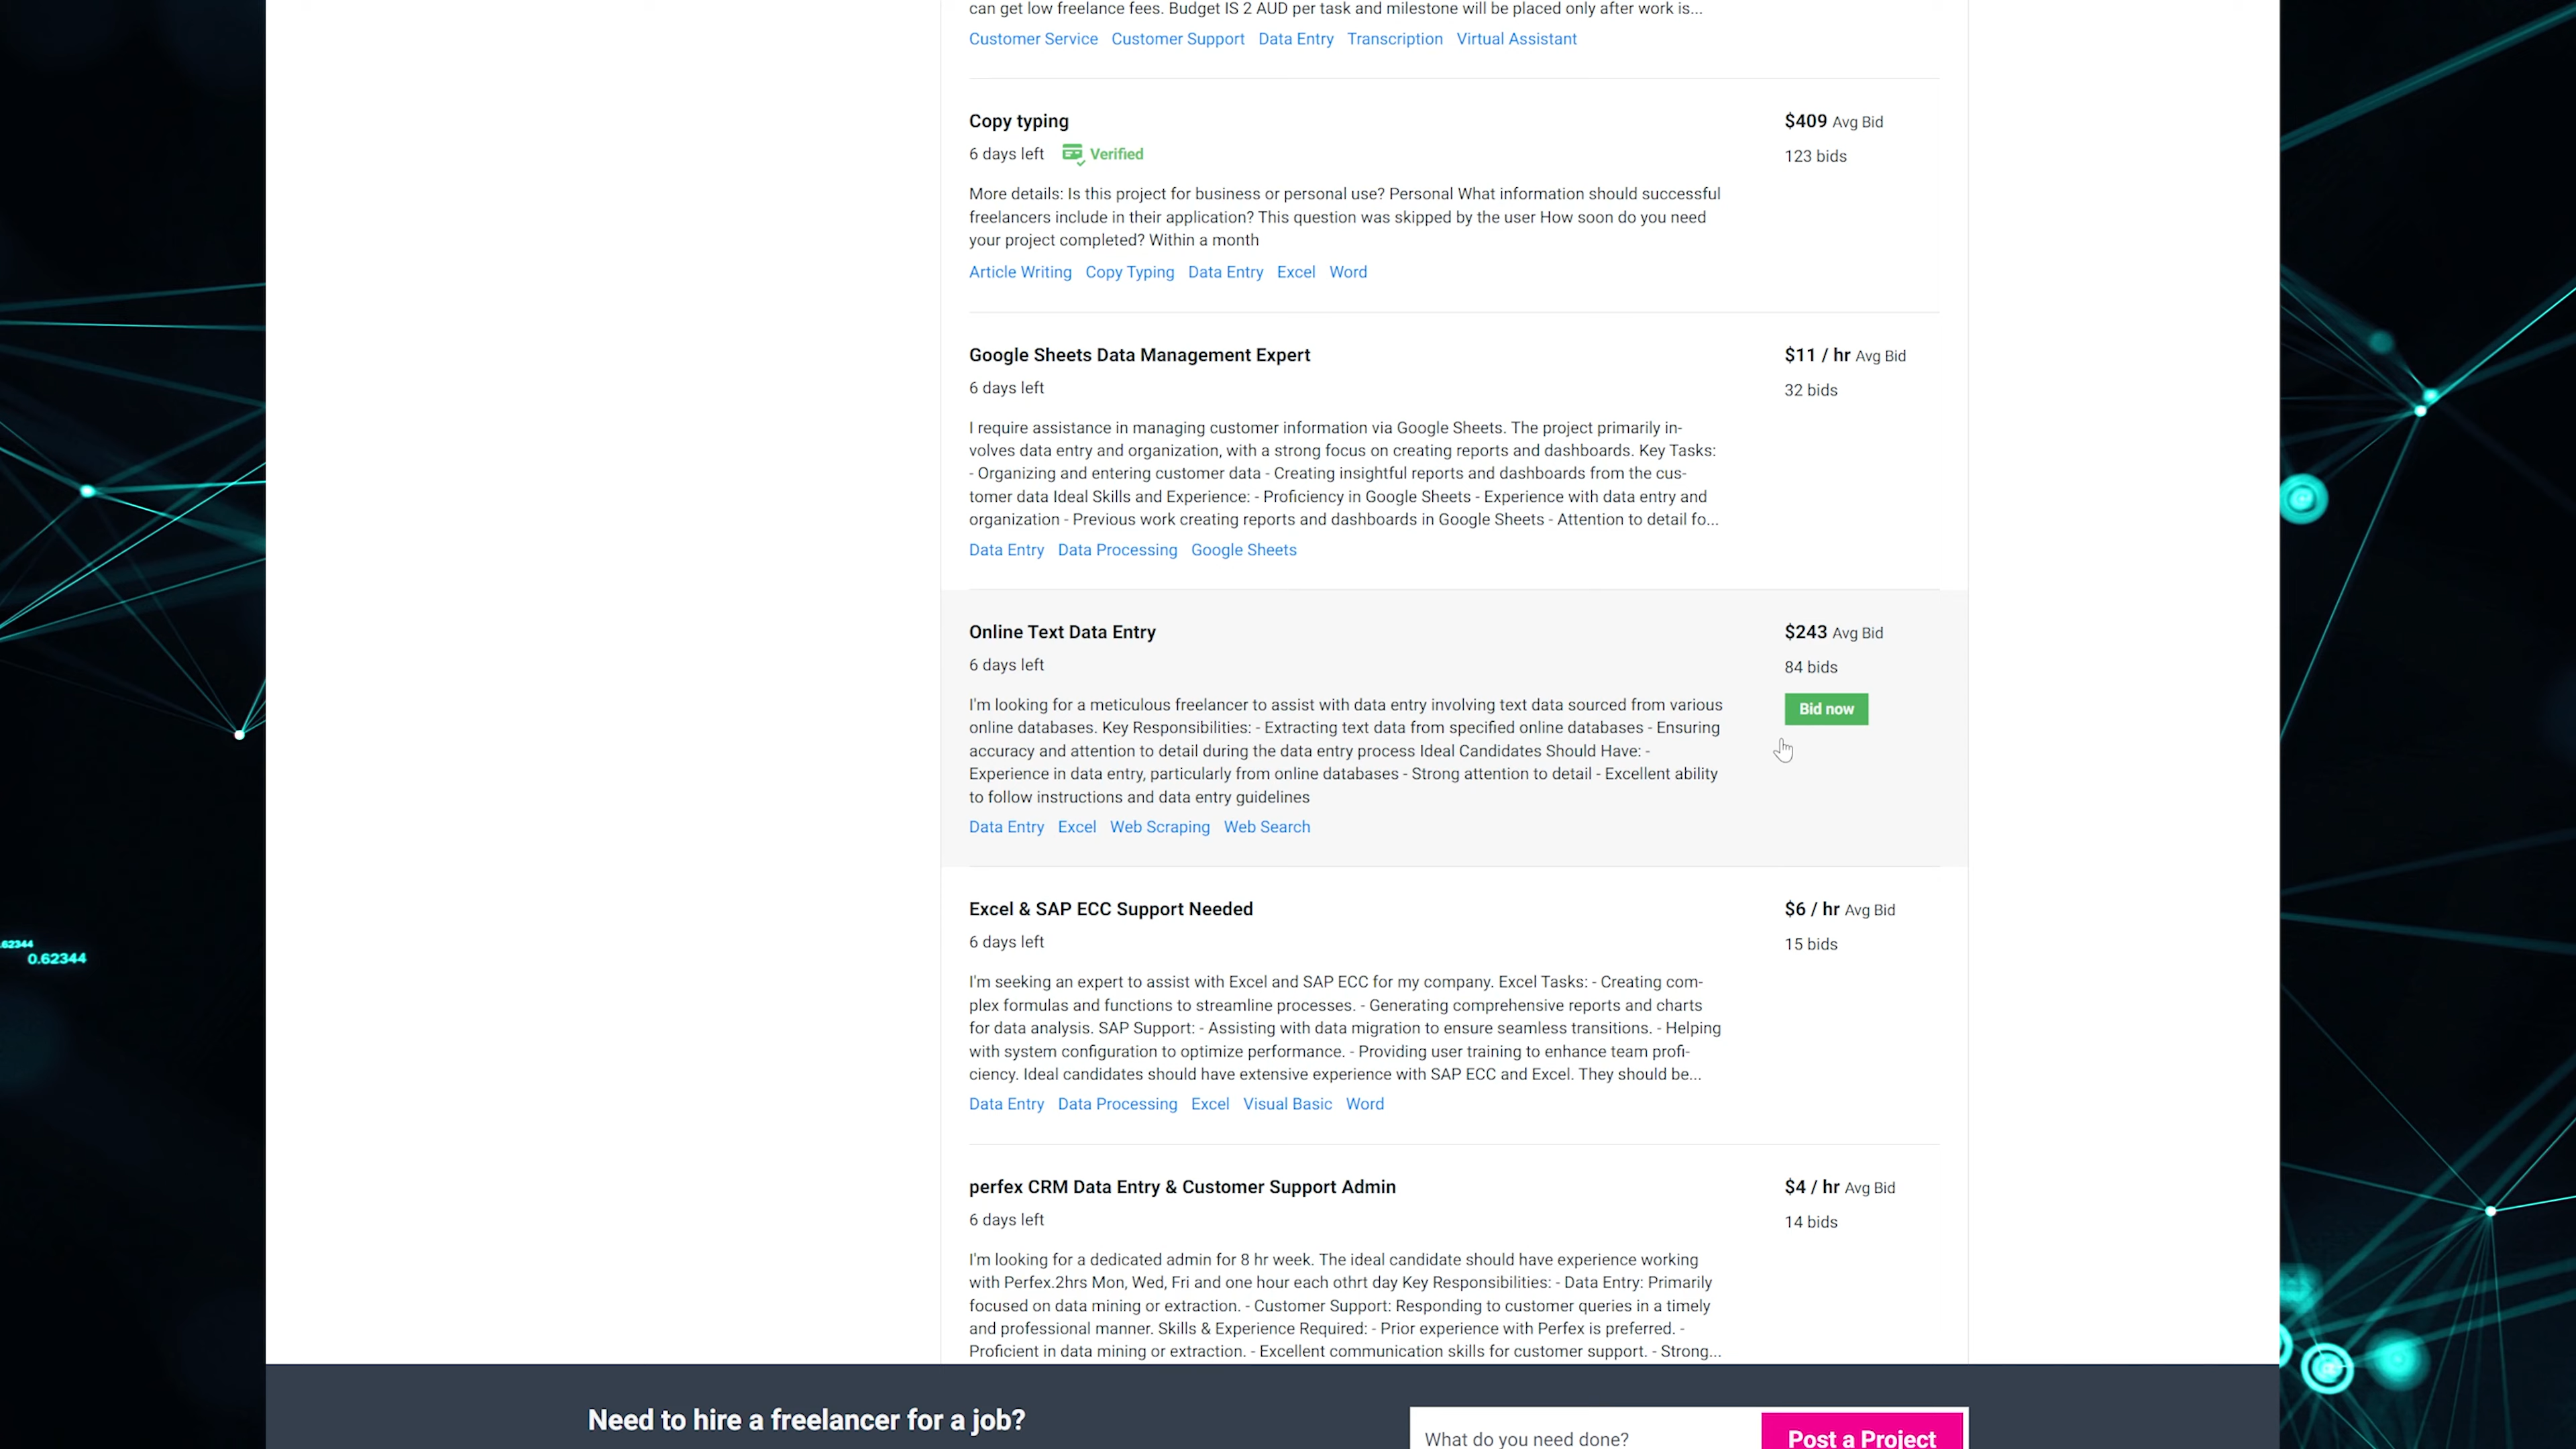 can get low freelance fees. Budget IS 2 AUD per task and milestone will be placed only after work is...
Customer Service Customer Support Data Entry Transcription Virtual Assistant
Copy typing
$409 Avg Bid
6 days left Verified
123 bids
More details: Is this project for business or personal use? Personal What information should successful
freelancers include in their application? This question was skipped by the user How soon do you need
your project completed? Within a month
Article Writing Copy Typing Data Entry Excel Word
Google Sheets Data Management Expert
$11 / hr Avg Bid
6 days left
32 bids
I require assistance in managing customer information via Google Sheets. The project primarily in-
volves data entry and organization, with a strong focus on creating reports and dashboards. Key Tasks:
- Organizing and entering customer data - Creating insightful reports and dashboards from the cus-
tomer data Ideal Skills and Experience: - Proficiency in Google Sheets - Experience with data entry and
organization - Previous work creating reports and dashboards in Google Sheets - Attention to detail fo...
Data Entry Data Processing Google Sheets
Online Text Data Entry
$243 Avg Bid
6 days left
84 bids
I'm looking for a meticulous freelancer to assist with data entry involving text data sourced from various
online databases. Key Responsibilities: - Extracting text data from specified online databases - Ensuring
accuracy and attention to detail during the data entry process Ideal Candidates Should Have: -
Experience in data entry, particularly from online databases - Strong attention to detail - Excellent ability
to follow instructions and data entry guidelines
Bid now
Data Entry Excel Web Scraping Web Search
Excel & SAP ECC Support Needed
$6 / hr Avg Bid
6 days left
15 bids
I'm seeking an expert to assist with Excel and SAP ECC for my company. Excel Tasks: - Creating com-
plex formulas and functions to streamline processes. - Generating comprehensive reports and charts
for data analysis. SAP Support: - Assisting with data migration to ensure seamless transitions. - Helping
with system configuration to optimize performance. - Providing user training to enhance team profi-
ciency. Ideal candidates should have extensive experience with SAP ECC and Excel. They should be...
Data Entry Data Processing Excel Visual Basic Word
perfex CRM Data Entry & Customer Support Admin
$4 / hr Avg Bid
6 days left
14 bids
I'm looking for a dedicated admin for 8 hr week. The ideal candidate should have experience working
with Perfex.2hrs Mon, Wed, Fri and one hour each othrt day Key Responsibilities: - Data Entry: Primarily
focused on data mining or extraction. - Customer Support: Responding to customer queries in a timely
and professional manner. Skills & Experience Required: - Prior experience with Perfex is preferred. -
Proficient in data mining or extraction. - Excellent communication skills for customer support. - Strong...
Need to hire a freelancer for a job?
What do you need done?
Post a Project
.62344
0.62344